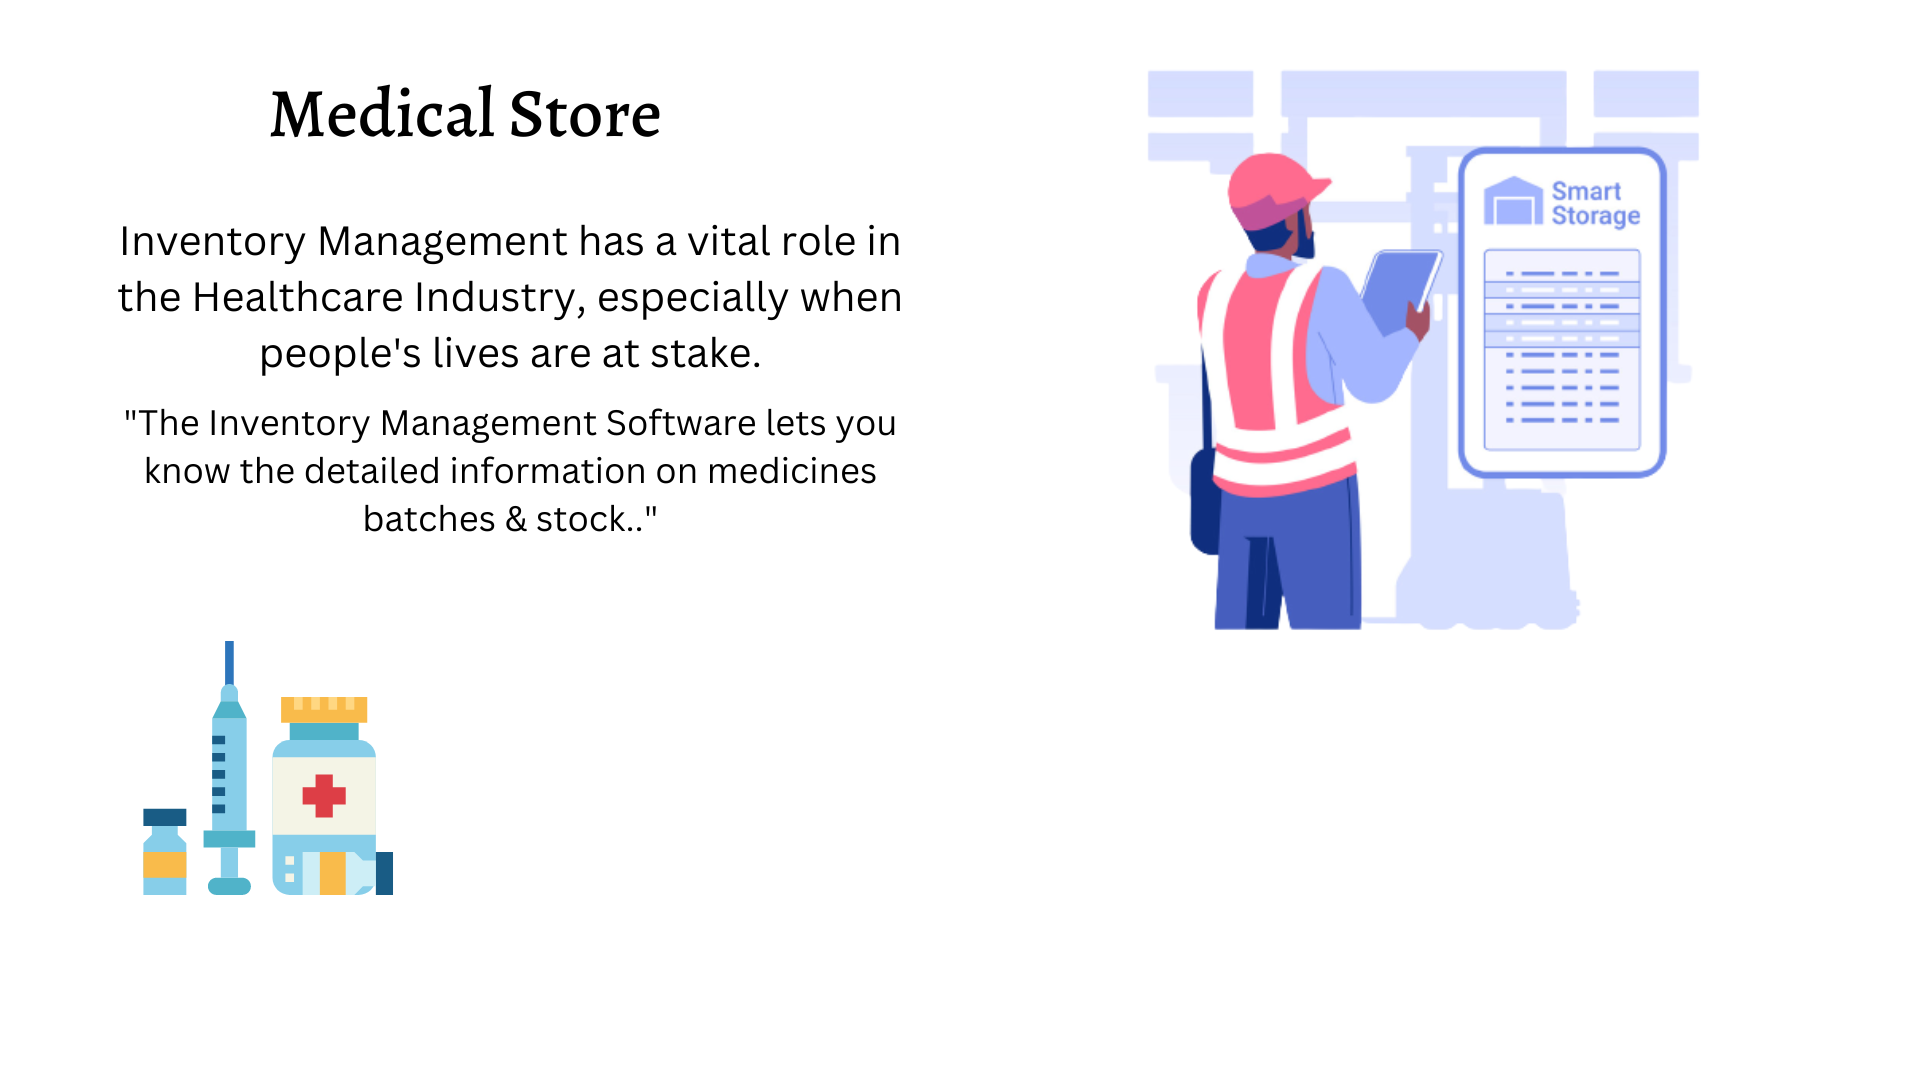 Medical Store
Inventory Management has a vital role in
the Healthcare Industry, especially when
people's lives are at stake.
"The Inventory Management Software lets you
know the detailed information on medicines
batches & stock.."
Smart
Storage